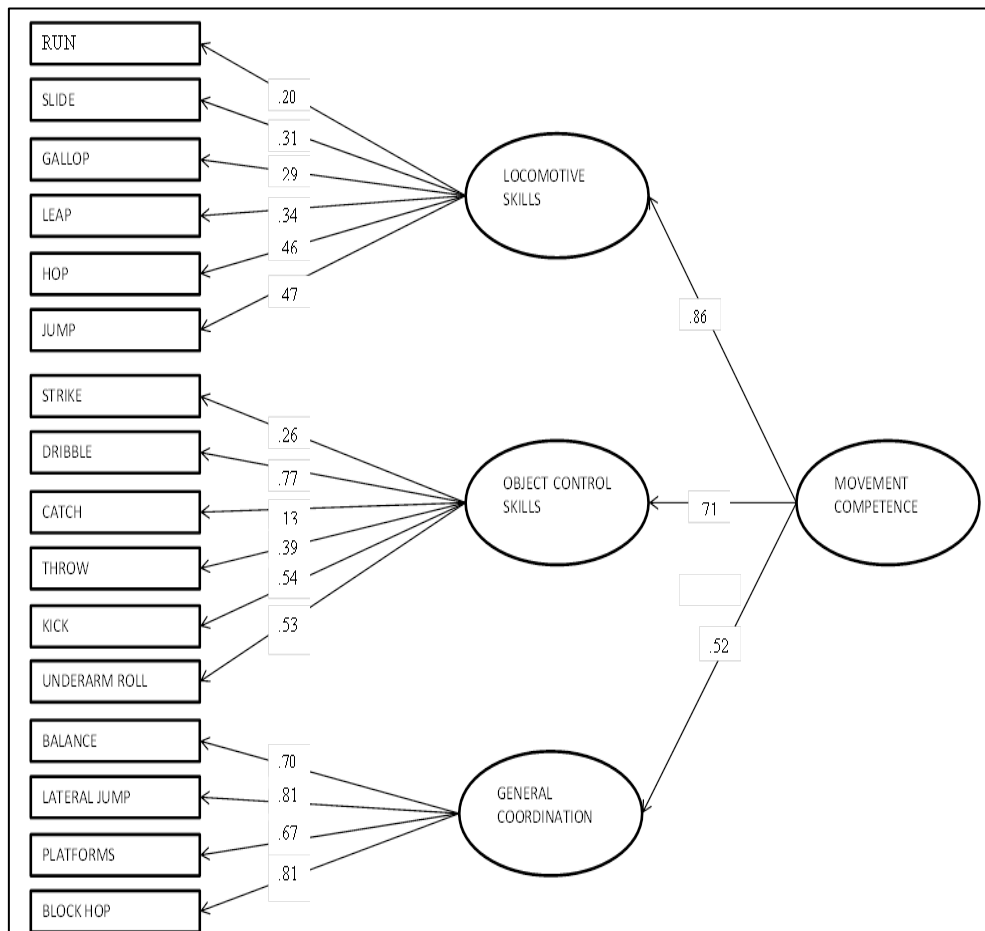 RUN
SLIDE
GALLOP
LEAP
HOP
JUMP
.20
.31
.29
.34
.46
.47
LOCOMOTIVE
SKILLS
.86
STRIKE
DRIBBLE
CATCH
THROW
KICK
UNDERARM ROLL
.26
.77
.13
.39
.54
.53
OBJECT CONTROL
SKILLS
.71
MOVEMENT
COMPETENCE
.52
BALANCE
LATERAL JUMP
PLATFORMS
BLOCK HOP
.70
.81
.67
.81
GENERAL
COORDINATION